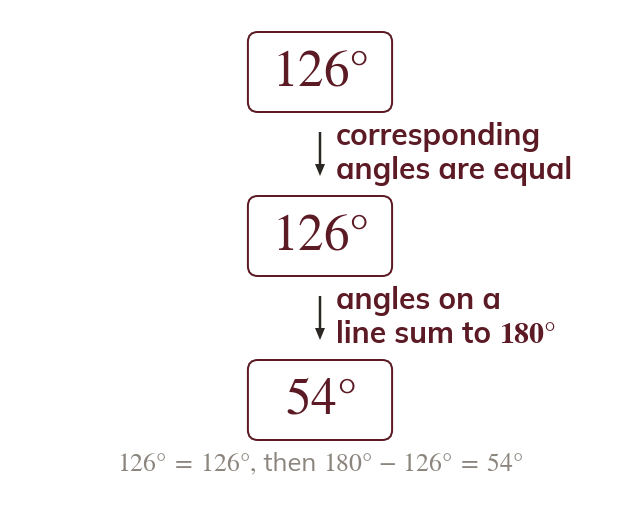 126°
corresponding
angles are equal
126°
angles on a
line sum to 180°
54°
126° = 126°, then 180° − 126° = 54°